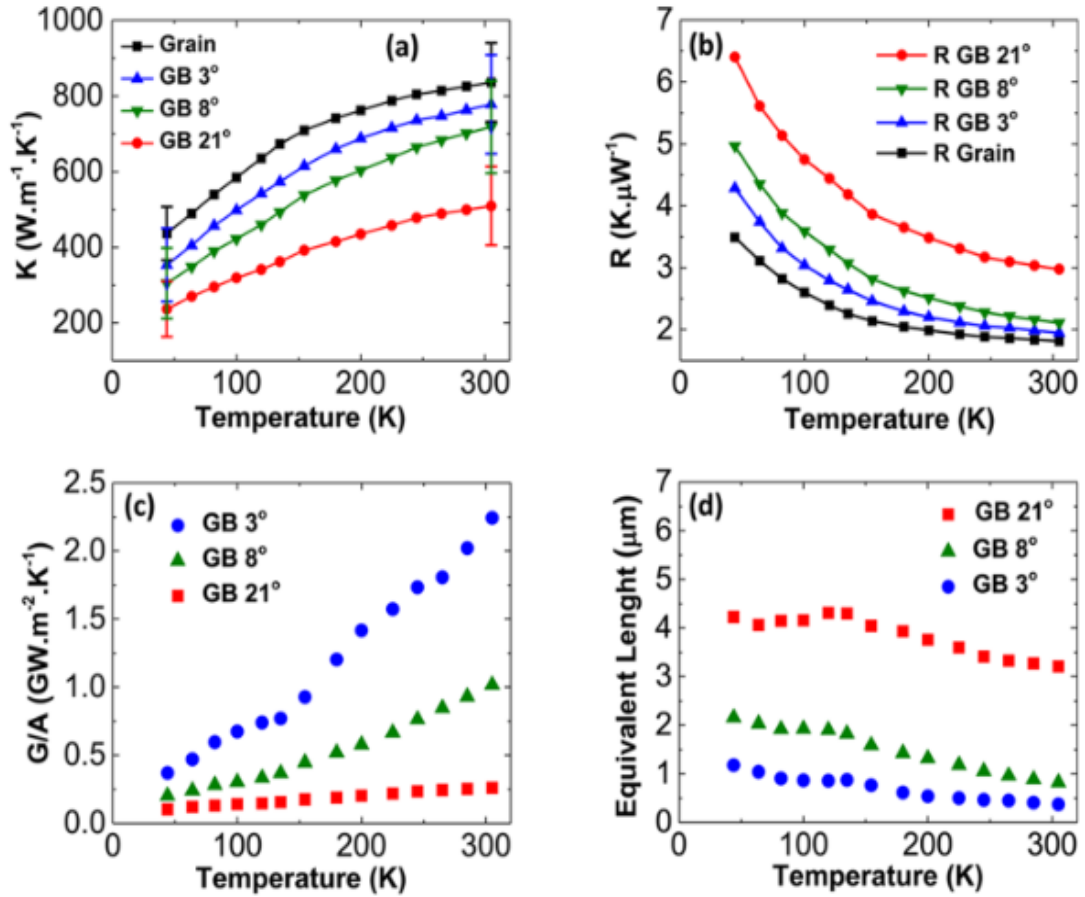 (a)
Grain
GB 3°
GB 8°
GB 21°
K (W.m⁻¹.K⁻¹)
1000
800
600
400
200
0 100 200 300
Temperature (K)
(b)
R GB 21°
R GB 8°
R GB 3°
R Grain
R (K.μW⁻¹)
7
6
5
4
3
2
0 100 200 300
Temperature (K)
(c)
GB 3°
GB 8°
GB 21°
G/A (GW.m⁻².K⁻¹)
2.5
2.0
1.5
1.0
0.5
0.0
0 100 200 300
Temperature (K)
(d)
GB 21°
GB 8°
GB 3°
Equivalent Lenght (μm)
7
6
5
4
3
2
1
0
0 100 200 300
Temperature (K)